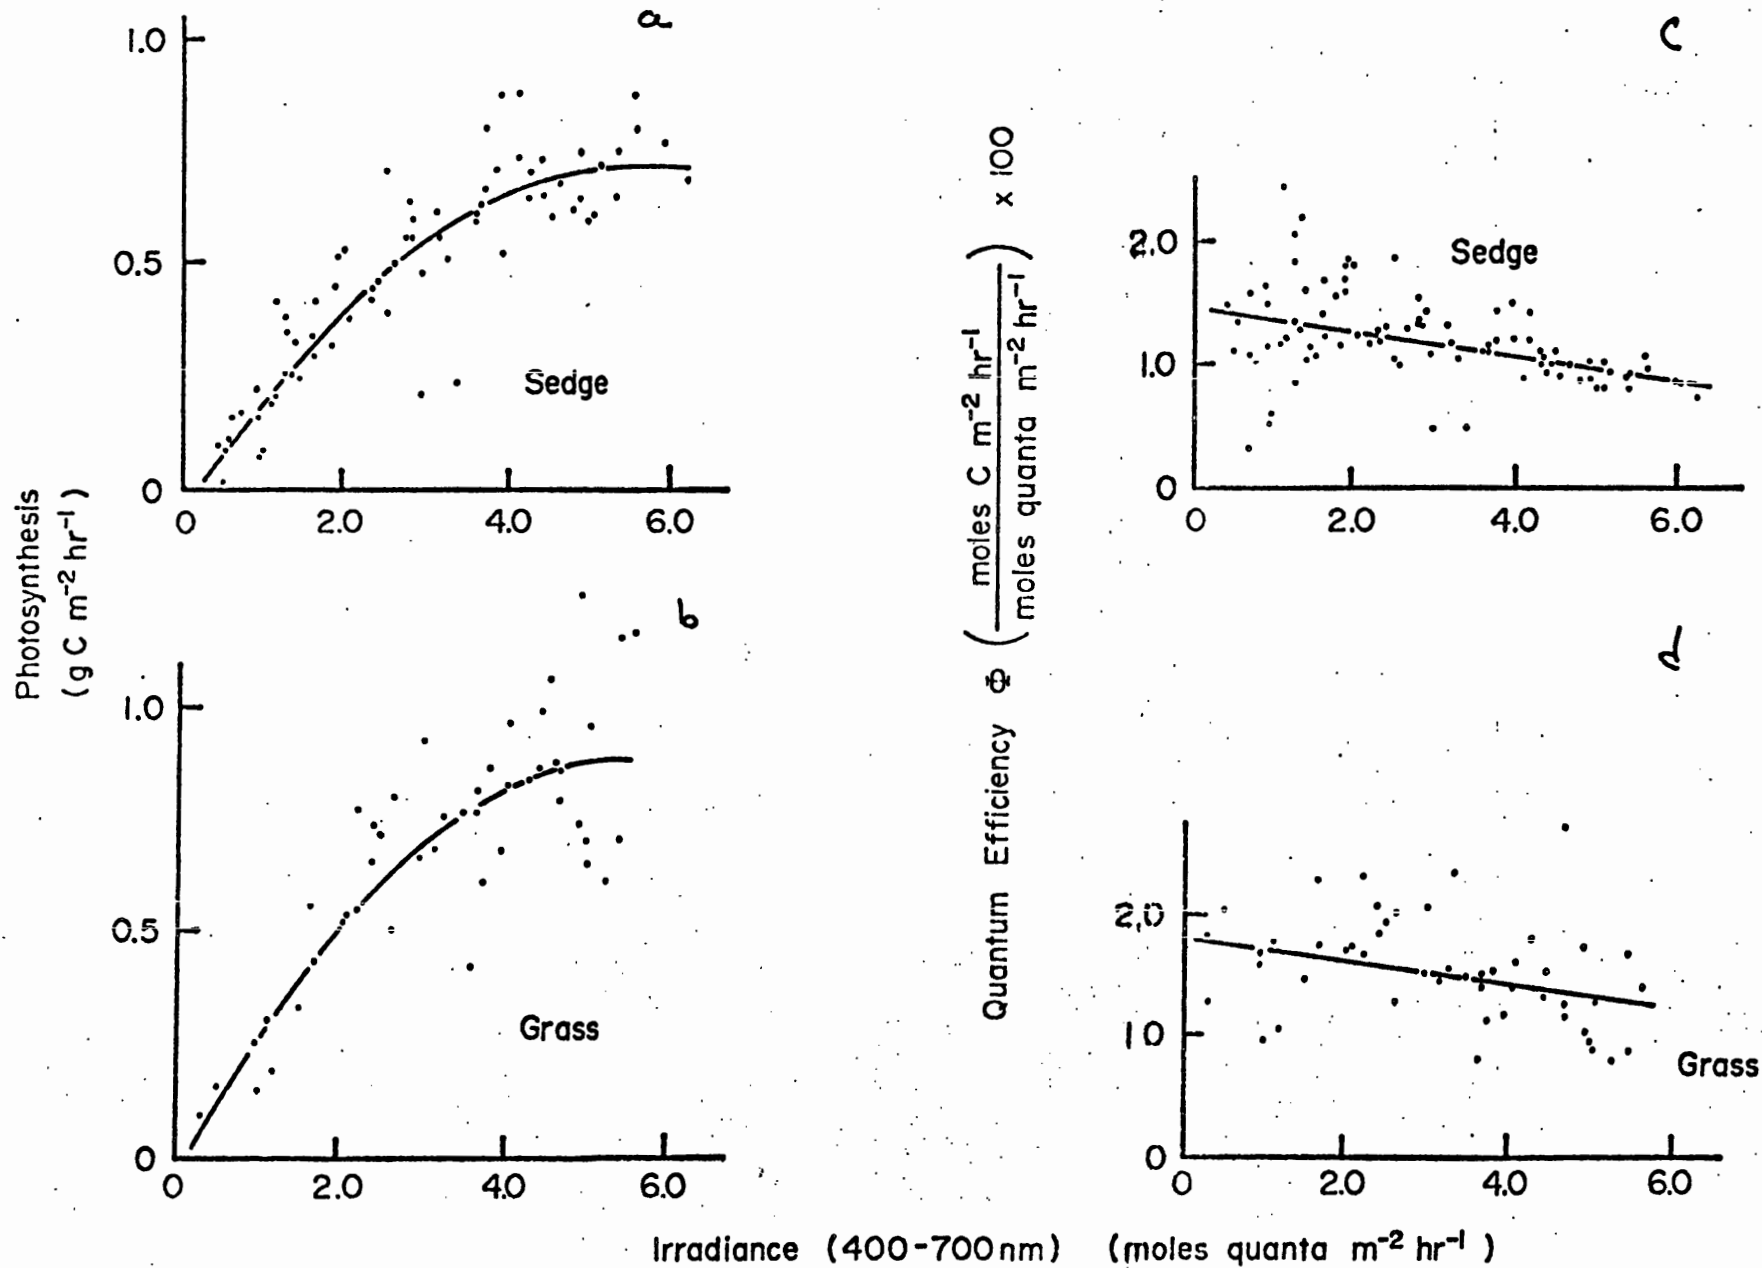 a
1.0
0.5
0
Sedge
0 2.0 4.0 6.0
b
1.0
0.5
0
Grass
0 2.0 4.0 6.0
Photosynthesis
(g C m⁻² hr⁻¹)
c
2.0
1.0
0
Sedge
0 2.0 4.0 6.0
d
2.0
1 0
0
Grass
0 2.0 4.0 6.0
Quantum Efficiency Φ ( moles C m⁻² hr⁻¹ / moles quanta m⁻² hr⁻¹ ) x 100
Irradiance (400-700nm) (moles quanta m⁻² hr⁻¹)